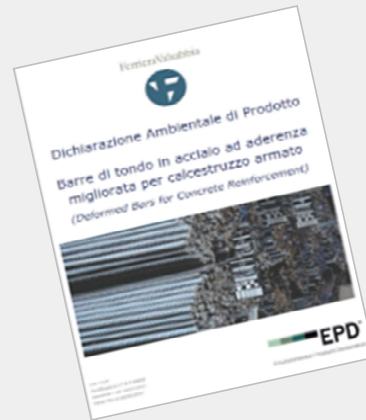 FerrieraValsabbia
Dichiarazione Ambientale di Prodotto
Barre di tondo in acciaio ad aderenza
migliorata per calcestruzzo armato
(Deformed Bars for Concrete Reinforcement)
EPD®